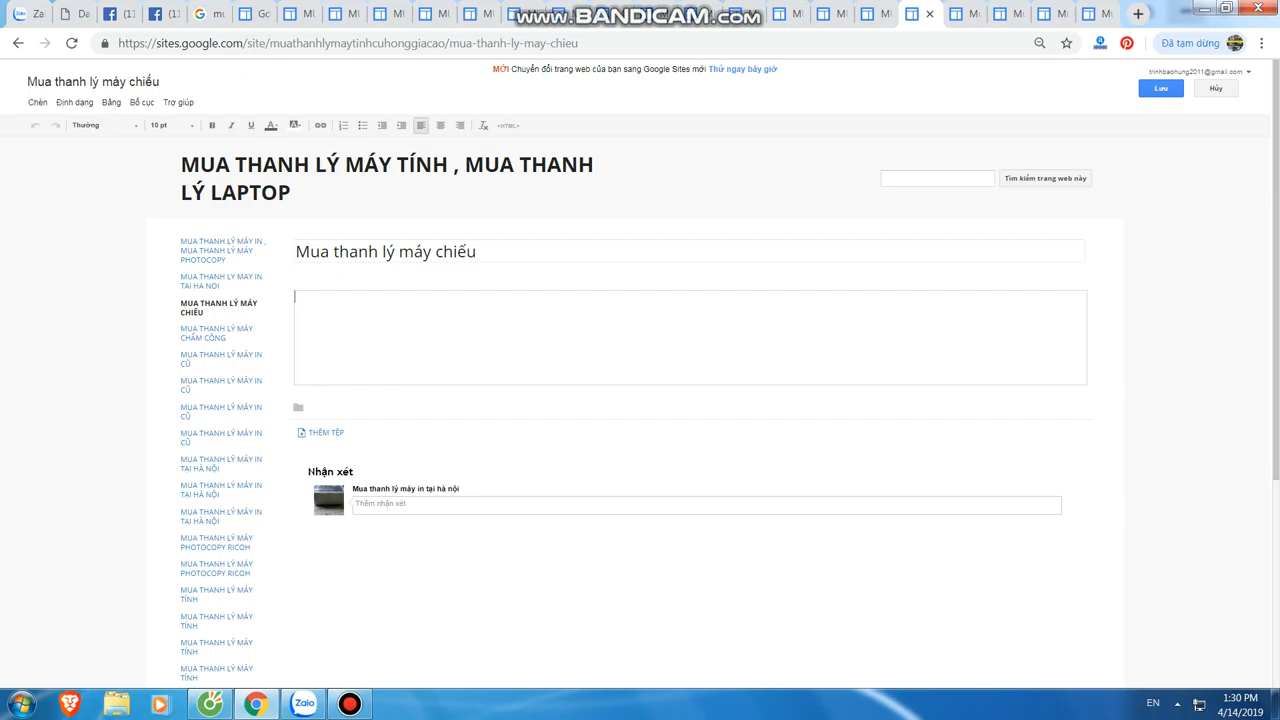 Zalo
Da
(1
(1
mu
www.BANDICAM.com
https://sites.google.com/site/muathanhlymaytinhcuhonggiacao/mua-thanh-ly-may-chieu
Đã tạm dừng
MỚI Chuyển đổi trang web của bạn sang Google Sites mới Thử ngay bây giờ
trinhbaohung2011@gmail.com
Mua thanh lý máy chiếu
Lưu
Hủy
Chèn Định dạng Bảng Bố cục Trợ giúp
Thường
10 pt
B I U A A
<HTML>
MUA THANH LÝ MÁY TÍNH , MUA THANH
LÝ LAPTOP
Tìm kiếm trang web này
MUA THANH LÝ MÁY IN ,
MUA THANH LÝ MÁY
PHOTOCOPY
MUA THANH LY MAY IN
TAI HA NOI
MUA THANH LÝ MÁY
CHIẾU
MUA THANH LÝ MÁY
CHẤM CÔNG
MUA THANH LÝ MÁY IN
CŨ
MUA THANH LÝ MÁY IN
CŨ
MUA THANH LÝ MÁY IN
CŨ
MUA THANH LÝ MÁY IN
CŨ
MUA THANH LÝ MÁY IN
TẠI HÀ NỘI
MUA THANH LÝ MÁY IN
TẠI HÀ NỘI
MUA THANH LÝ MÁY IN
TẠI HÀ NỘI
MUA THANH LÝ MÁY
PHOTOCOPY RICOH
MUA THANH LÝ MÁY
PHOTOCOPY RICOH
MUA THANH LÝ MÁY
TÍNH
MUA THANH LÝ MÁY
TÍNH
MUA THANH LÝ MÁY
TÍNH
MUA THANH LÝ MÁY
TÍNH
Mua thanh lý máy chiếu
THÊM TỆP
Nhận xét
Mua thanh lý máy in tại hà nội
Thêm nhận xét
Zalo
EN
1:30 PM
4/14/2019